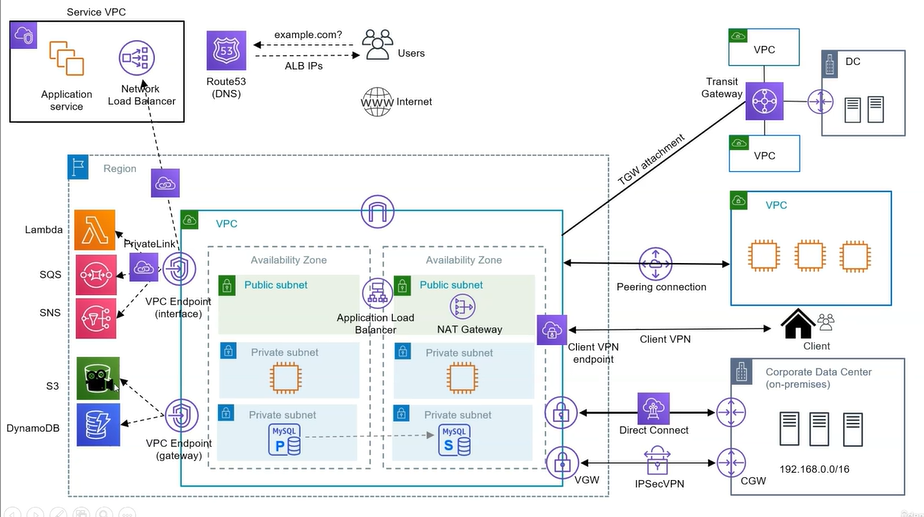 Service VPC
Application
service
Network
Load Balancer
53
Route53
(DNS)
example.com?
ALB IPs
Users
WWW
Internet
VPC
Transit
Gateway
DC
VPC
TGW attachment
Region
VPC
Lambda
SQS
SNS
PrivateLink
VPC Endpoint
(interface)
S3
DynamoDB
VPC Endpoint
(gateway)
Availability Zone
Availability Zone
Public subnet
Public subnet
Application Load
Balancer
NAT Gateway
Private subnet
Private subnet
Private subnet
Private subnet
MySQL
P
MySQL
S
VPC
Peering connection
Client VPN
endpoint
Client VPN
Client
Direct Connect
VGW
IPSecVPN
CGW
Corporate Data Center
(on-premises)
192.168.0.0/16